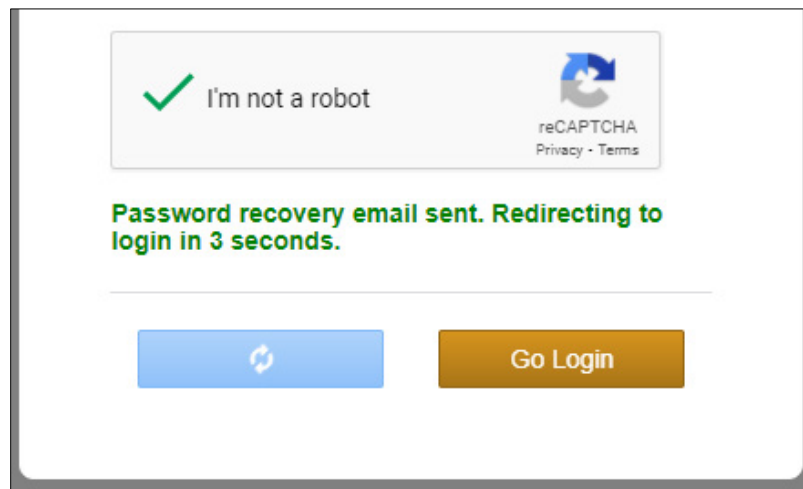 I'm not a robot
reCAPTCHA
Privacy - Terms
Password recovery email sent. Redirecting to
login in 3 seconds.
Go Login